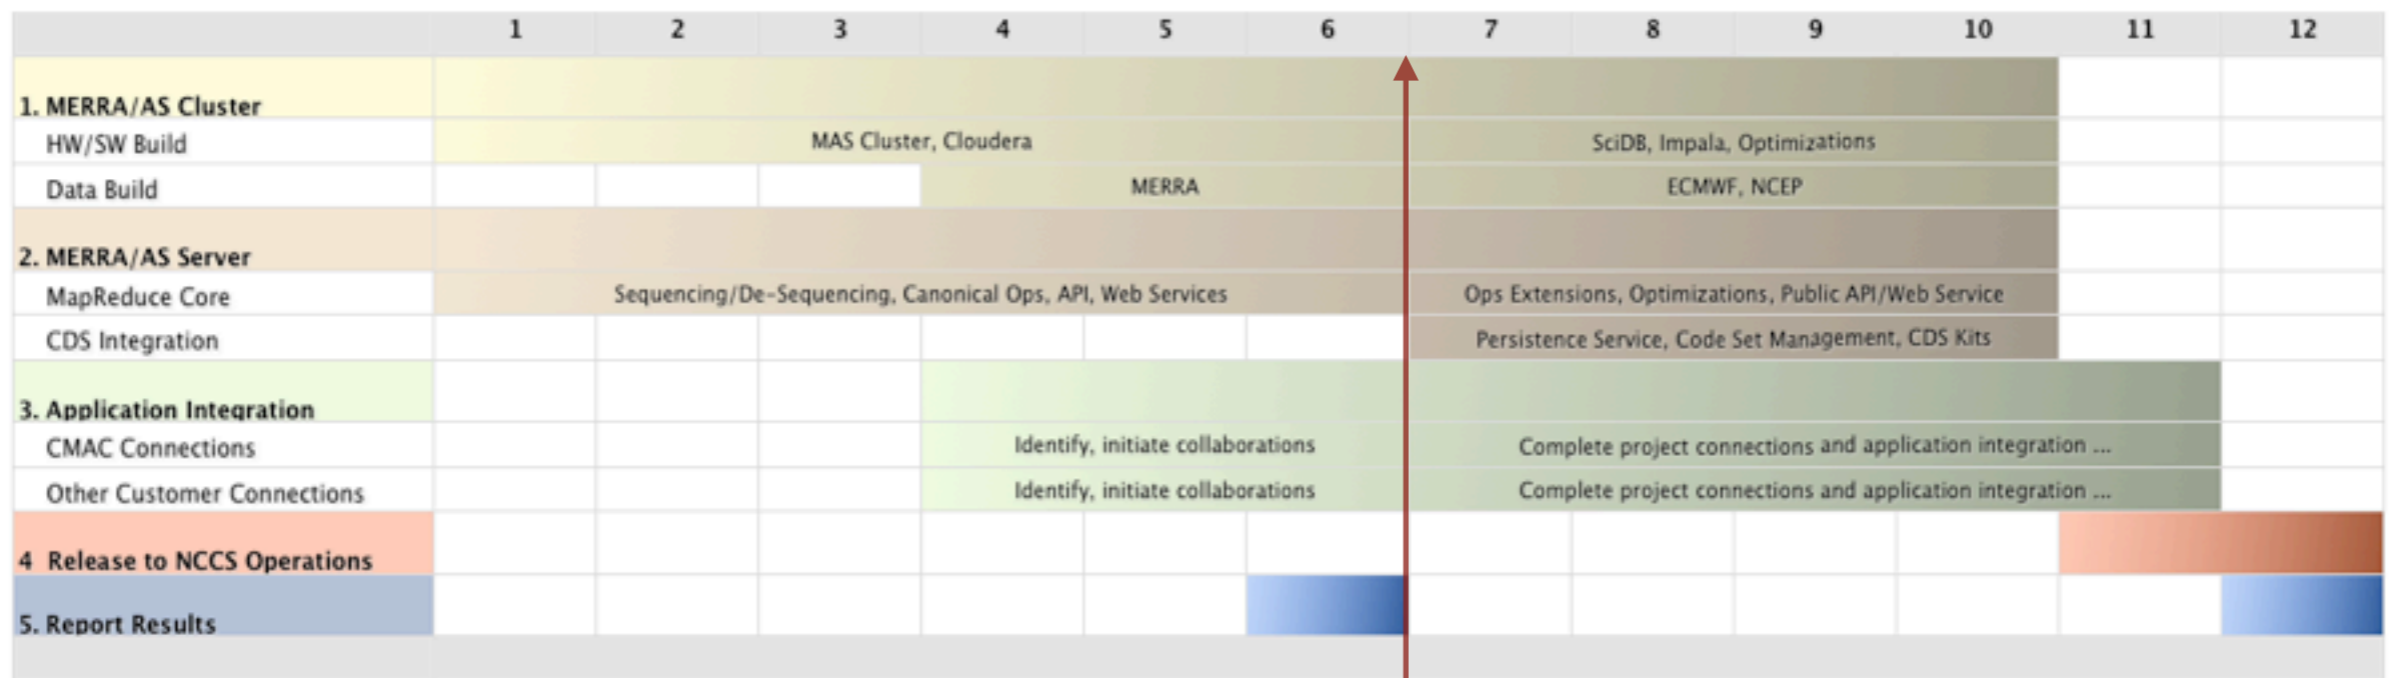 1 2 3 4 5 6 7 8 9 10 11 12
1. MERRA/AS Cluster
HW/SW Build MAS Cluster, Cloudera SciDB, Impala, Optimizations
Data Build MERRA ECMWF, NCEP
2. MERRA/AS Server
MapReduce Core Sequencing/De-Sequencing, Canonical Ops, API, Web Services Ops Extensions, Optimizations, Public API/Web Service
CDS Integration Persistence Service, Code Set Management, CDS Kits
3. Application Integration
CMAC Connections Identify, initiate collaborations Complete project connections and application integration ...
Other Customer Connections Identify, initiate collaborations Complete project connections and application integration ...
4 Release to NCCS Operations
5. Report Results